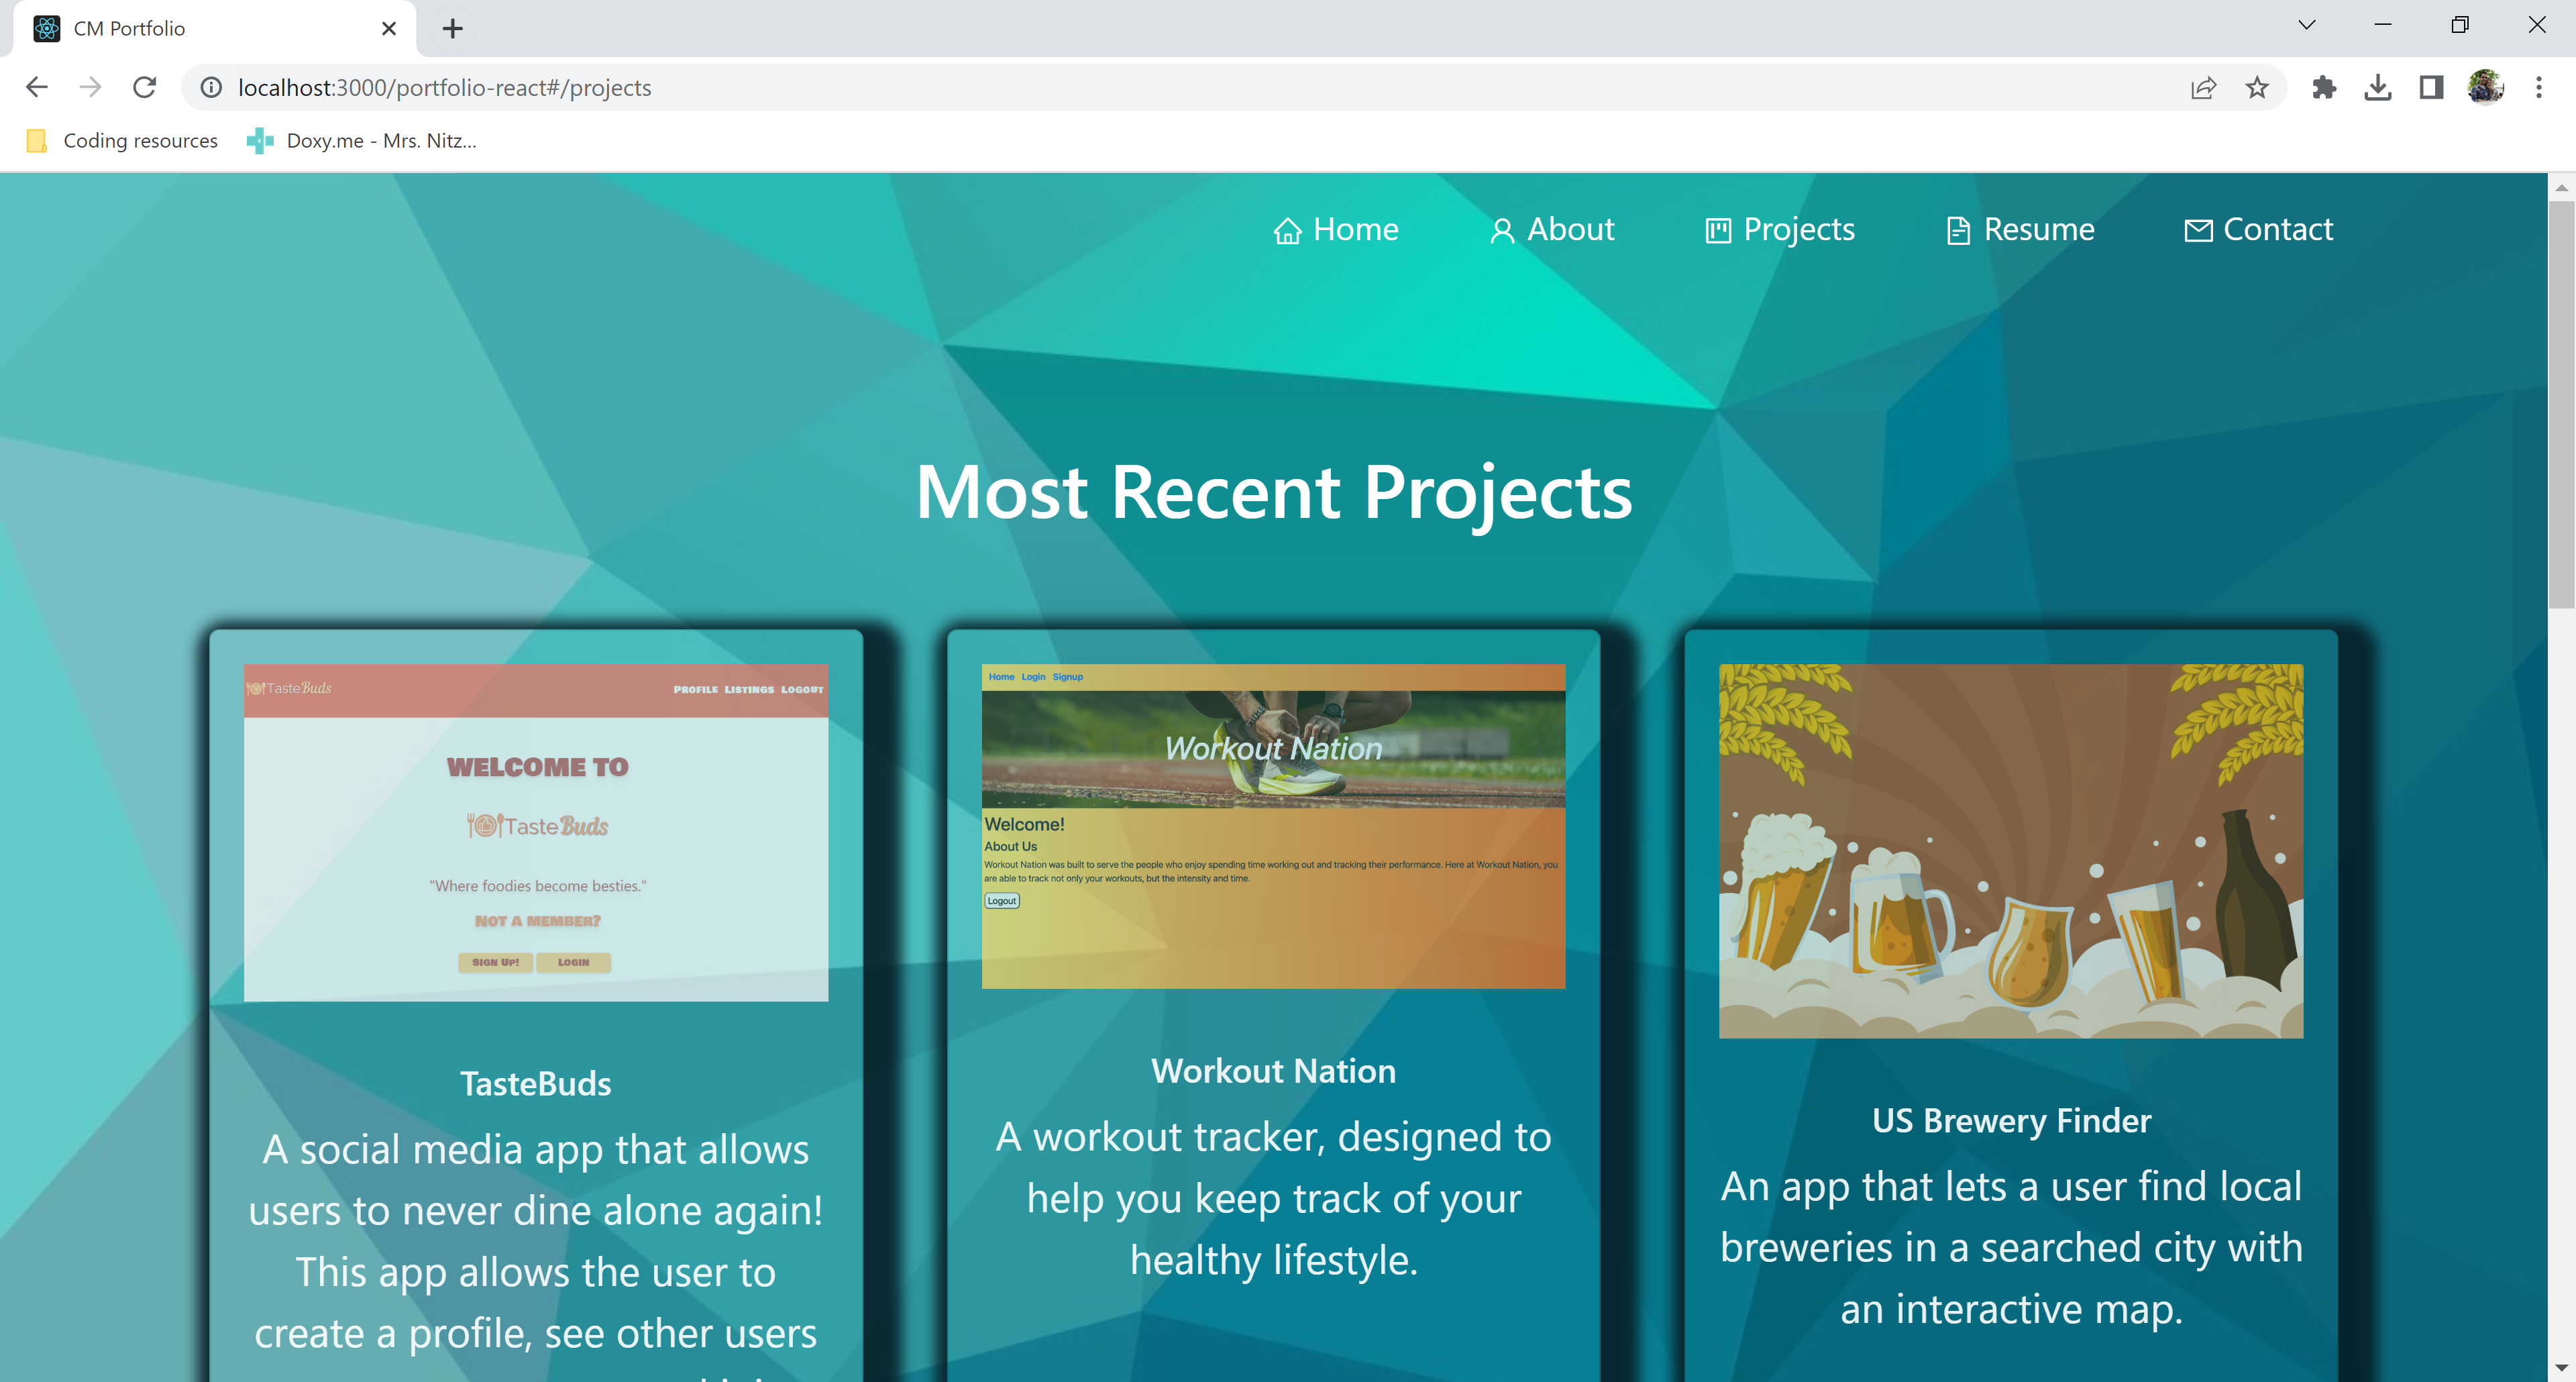 CM Portfolio
localhost:3000/portfolio-react#/projects
Coding resources
Doxy.me - Mrs. Nitz...
Home About Projects Resume Contact
Most Recent Projects
TasteBuds
Profile Listings Logout
WELCOME TO
TasteBuds
"Where foodies become besties."
Not a member?
Sign Up! Login
TasteBuds
A social media app that allows
users to never dine alone again!
This app allows the user to
create a profile, see other users
Home Login Signup
Workout Nation
Welcome!
About Us
Workout Nation was built to serve the people who enjoy spending time working out and tracking their performance. Here at Workout Nation, you
are able to track not only your workouts, but the intensity and time.
Logout
Workout Nation
A workout tracker, designed to
help you keep track of your
healthy lifestyle.
US Brewery Finder
An app that lets a user find local
breweries in a searched city with
an interactive map.